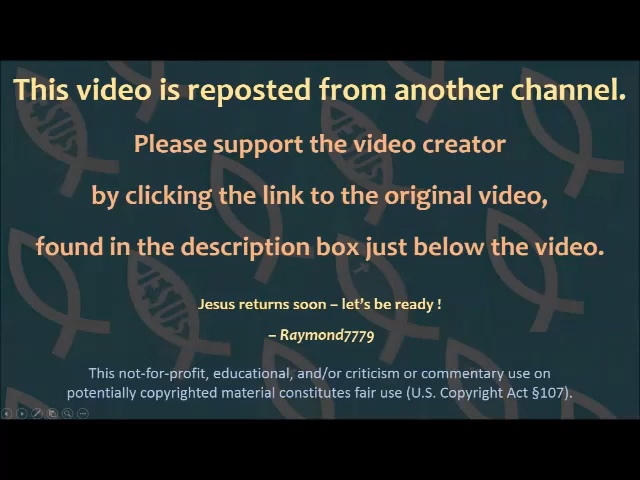 This video is reposted from another channel.
Please support the video creator
by clicking the link to the original video,
found in the description box just below the video.
Jesus returns soon – let's be ready !
– Raymond7779
This not-for-profit, educational, and/or criticism or commentary use on
potentially copyrighted material constitutes fair use (U.S. Copyright Act §107).
JESUS
JESUS
JESUS